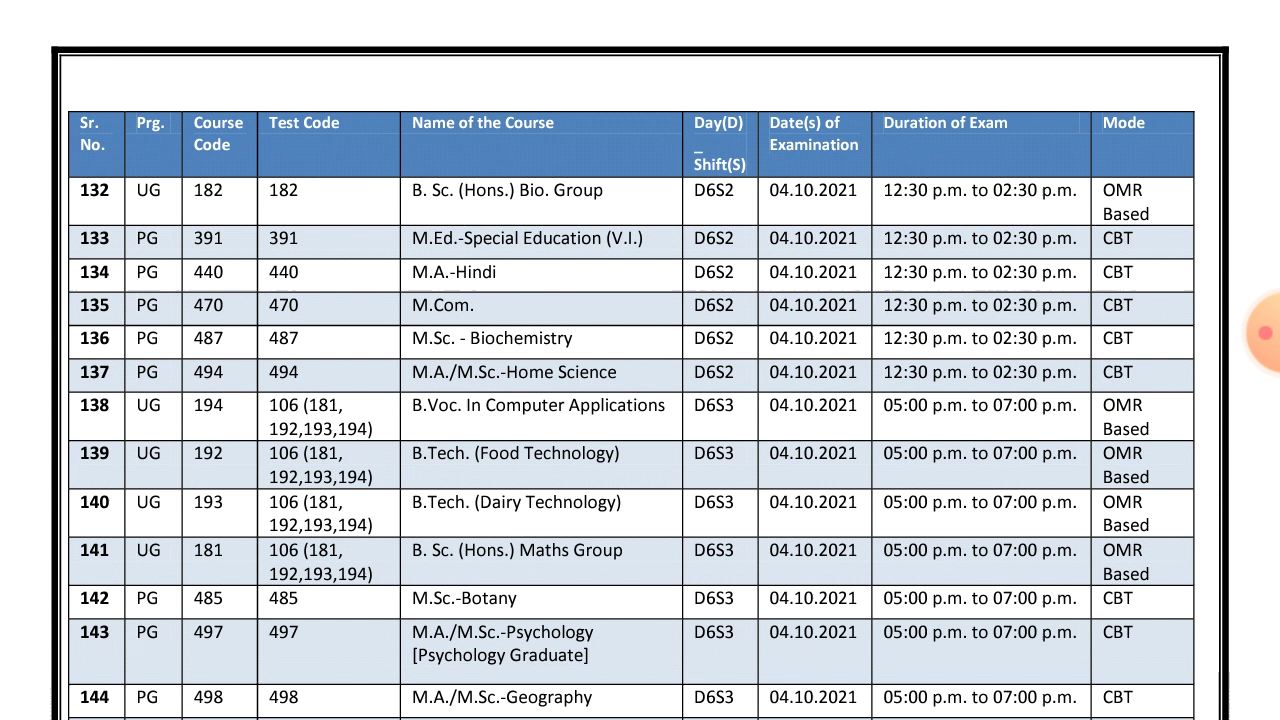 Sr. No. Prg. Course Code Test Code Name of the Course Day(D)_Shift(S) Date(s) of Examination Duration of Exam Mode
132 UG 182 182 B. Sc. (Hons.) Bio. Group D6S2 04.10.2021 12:30 p.m. to 02:30 p.m. OMR Based
133 PG 391 391 M.Ed.-Special Education (V.I.) D6S2 04.10.2021 12:30 p.m. to 02:30 p.m. CBT
134 PG 440 440 M.A.-Hindi D6S2 04.10.2021 12:30 p.m. to 02:30 p.m. CBT
135 PG 470 470 M.Com. D6S2 04.10.2021 12:30 p.m. to 02:30 p.m. CBT
136 PG 487 487 M.Sc. - Biochemistry D6S2 04.10.2021 12:30 p.m. to 02:30 p.m. CBT
137 PG 494 494 M.A./M.Sc.-Home Science D6S2 04.10.2021 12:30 p.m. to 02:30 p.m. CBT
138 UG 194 106 (181, 192,193,194) B.Voc. In Computer Applications D6S3 04.10.2021 05:00 p.m. to 07:00 p.m. OMR Based
139 UG 192 106 (181, 192,193,194) B.Tech. (Food Technology) D6S3 04.10.2021 05:00 p.m. to 07:00 p.m. OMR Based
140 UG 193 106 (181, 192,193,194) B.Tech. (Dairy Technology) D6S3 04.10.2021 05:00 p.m. to 07:00 p.m. OMR Based
141 UG 181 106 (181, 192,193,194) B. Sc. (Hons.) Maths Group D6S3 04.10.2021 05:00 p.m. to 07:00 p.m. OMR Based
142 PG 485 485 M.Sc.-Botany D6S3 04.10.2021 05:00 p.m. to 07:00 p.m. CBT
143 PG 497 497 M.A./M.Sc.-Psychology [Psychology Graduate] D6S3 04.10.2021 05:00 p.m. to 07:00 p.m. CBT
144 PG 498 498 M.A./M.Sc.-Geography D6S3 04.10.2021 05:00 p.m. to 07:00 p.m. CBT